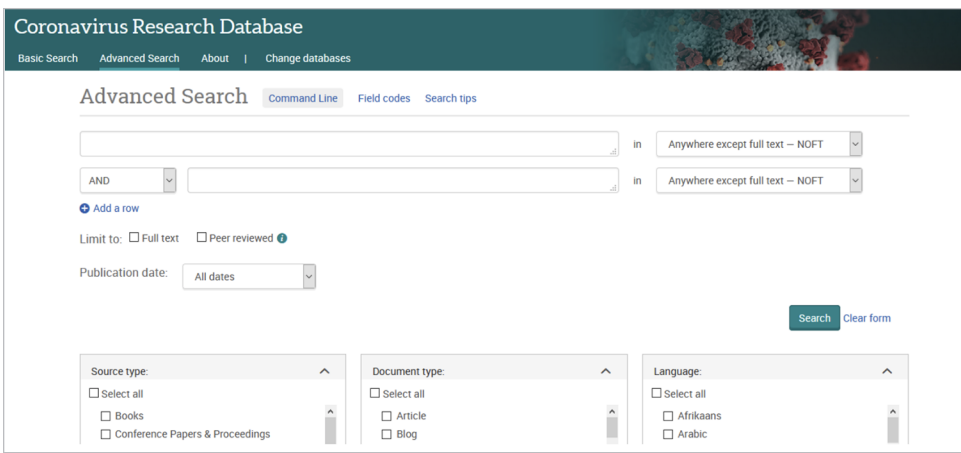 Coronavirus Research Database
Basic Search Advanced Search About | Change databases
Advanced Search Command Line Field codes Search tips
in Anywhere except full text — NOFT
AND in Anywhere except full text — NOFT
Add a row
Limit to: Full text Peer reviewed i
Publication date: All dates
Search Clear form
Source type: Document type: Language:
Select all Select all Select all
Books Article Afrikaans
Conference Papers & Proceedings Blog Arabic